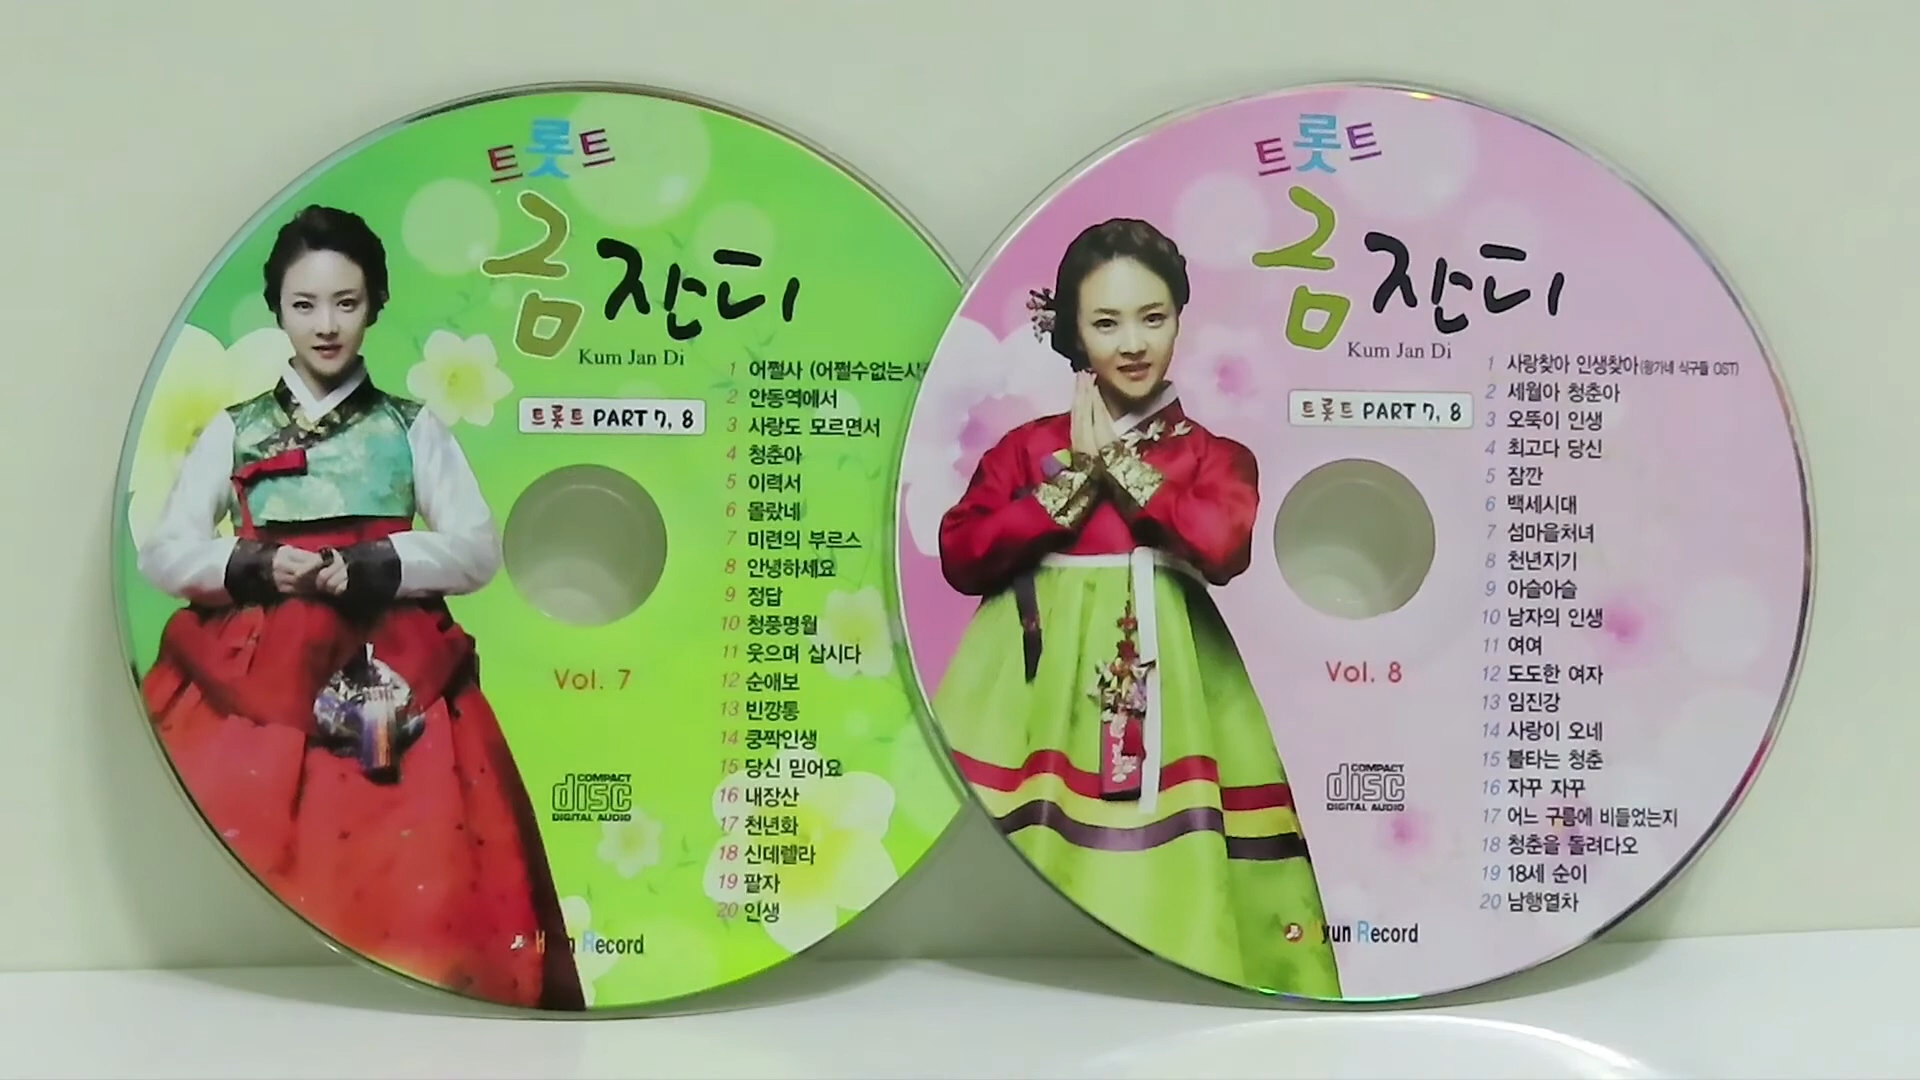 트롯트
금잔디
Kum Jan Di
트롯트 PART 7, 8
1 어쩔사 (어쩔수없는사
2 안동역에서
3 사랑도 모르면서
4 청춘아
5 이력서
6 몰랐네
7 미련의 부르스
8 안녕하세요
9 정답
10 청풍명월
11 웃으며 삽시다
12 순애보
13 빈깡통
14 쿵짝인생
15 당신 믿어요
16 내장산
17 천년화
18 신데렐라
19 팔자
20 인생
Vol. 7
COMPACT
disc
DIGITAL AUDIO
Record
트롯트
금잔디
Kum Jan Di
트롯트 PART 7, 8
1 사랑찾아 인생찾아(왕가네 식구들 OST)
2 세월아 청춘아
3 오뚝이 인생
4 최고다 당신
5 잠깐
6 백세시대
7 섬마을처녀
8 천년지기
9 아슬아슬
10 남자의 인생
11 여여
12 도도한 여자
13 임진강
14 사랑이 오네
15 불타는 청춘
16 자꾸 자꾸
17 어느 구름에 비들었는지
18 청춘을 돌려다오
19 18세 순이
20 남행열차
Vol. 8
COMPACT
disc
DIGITAL AUDIO
Hyun Record